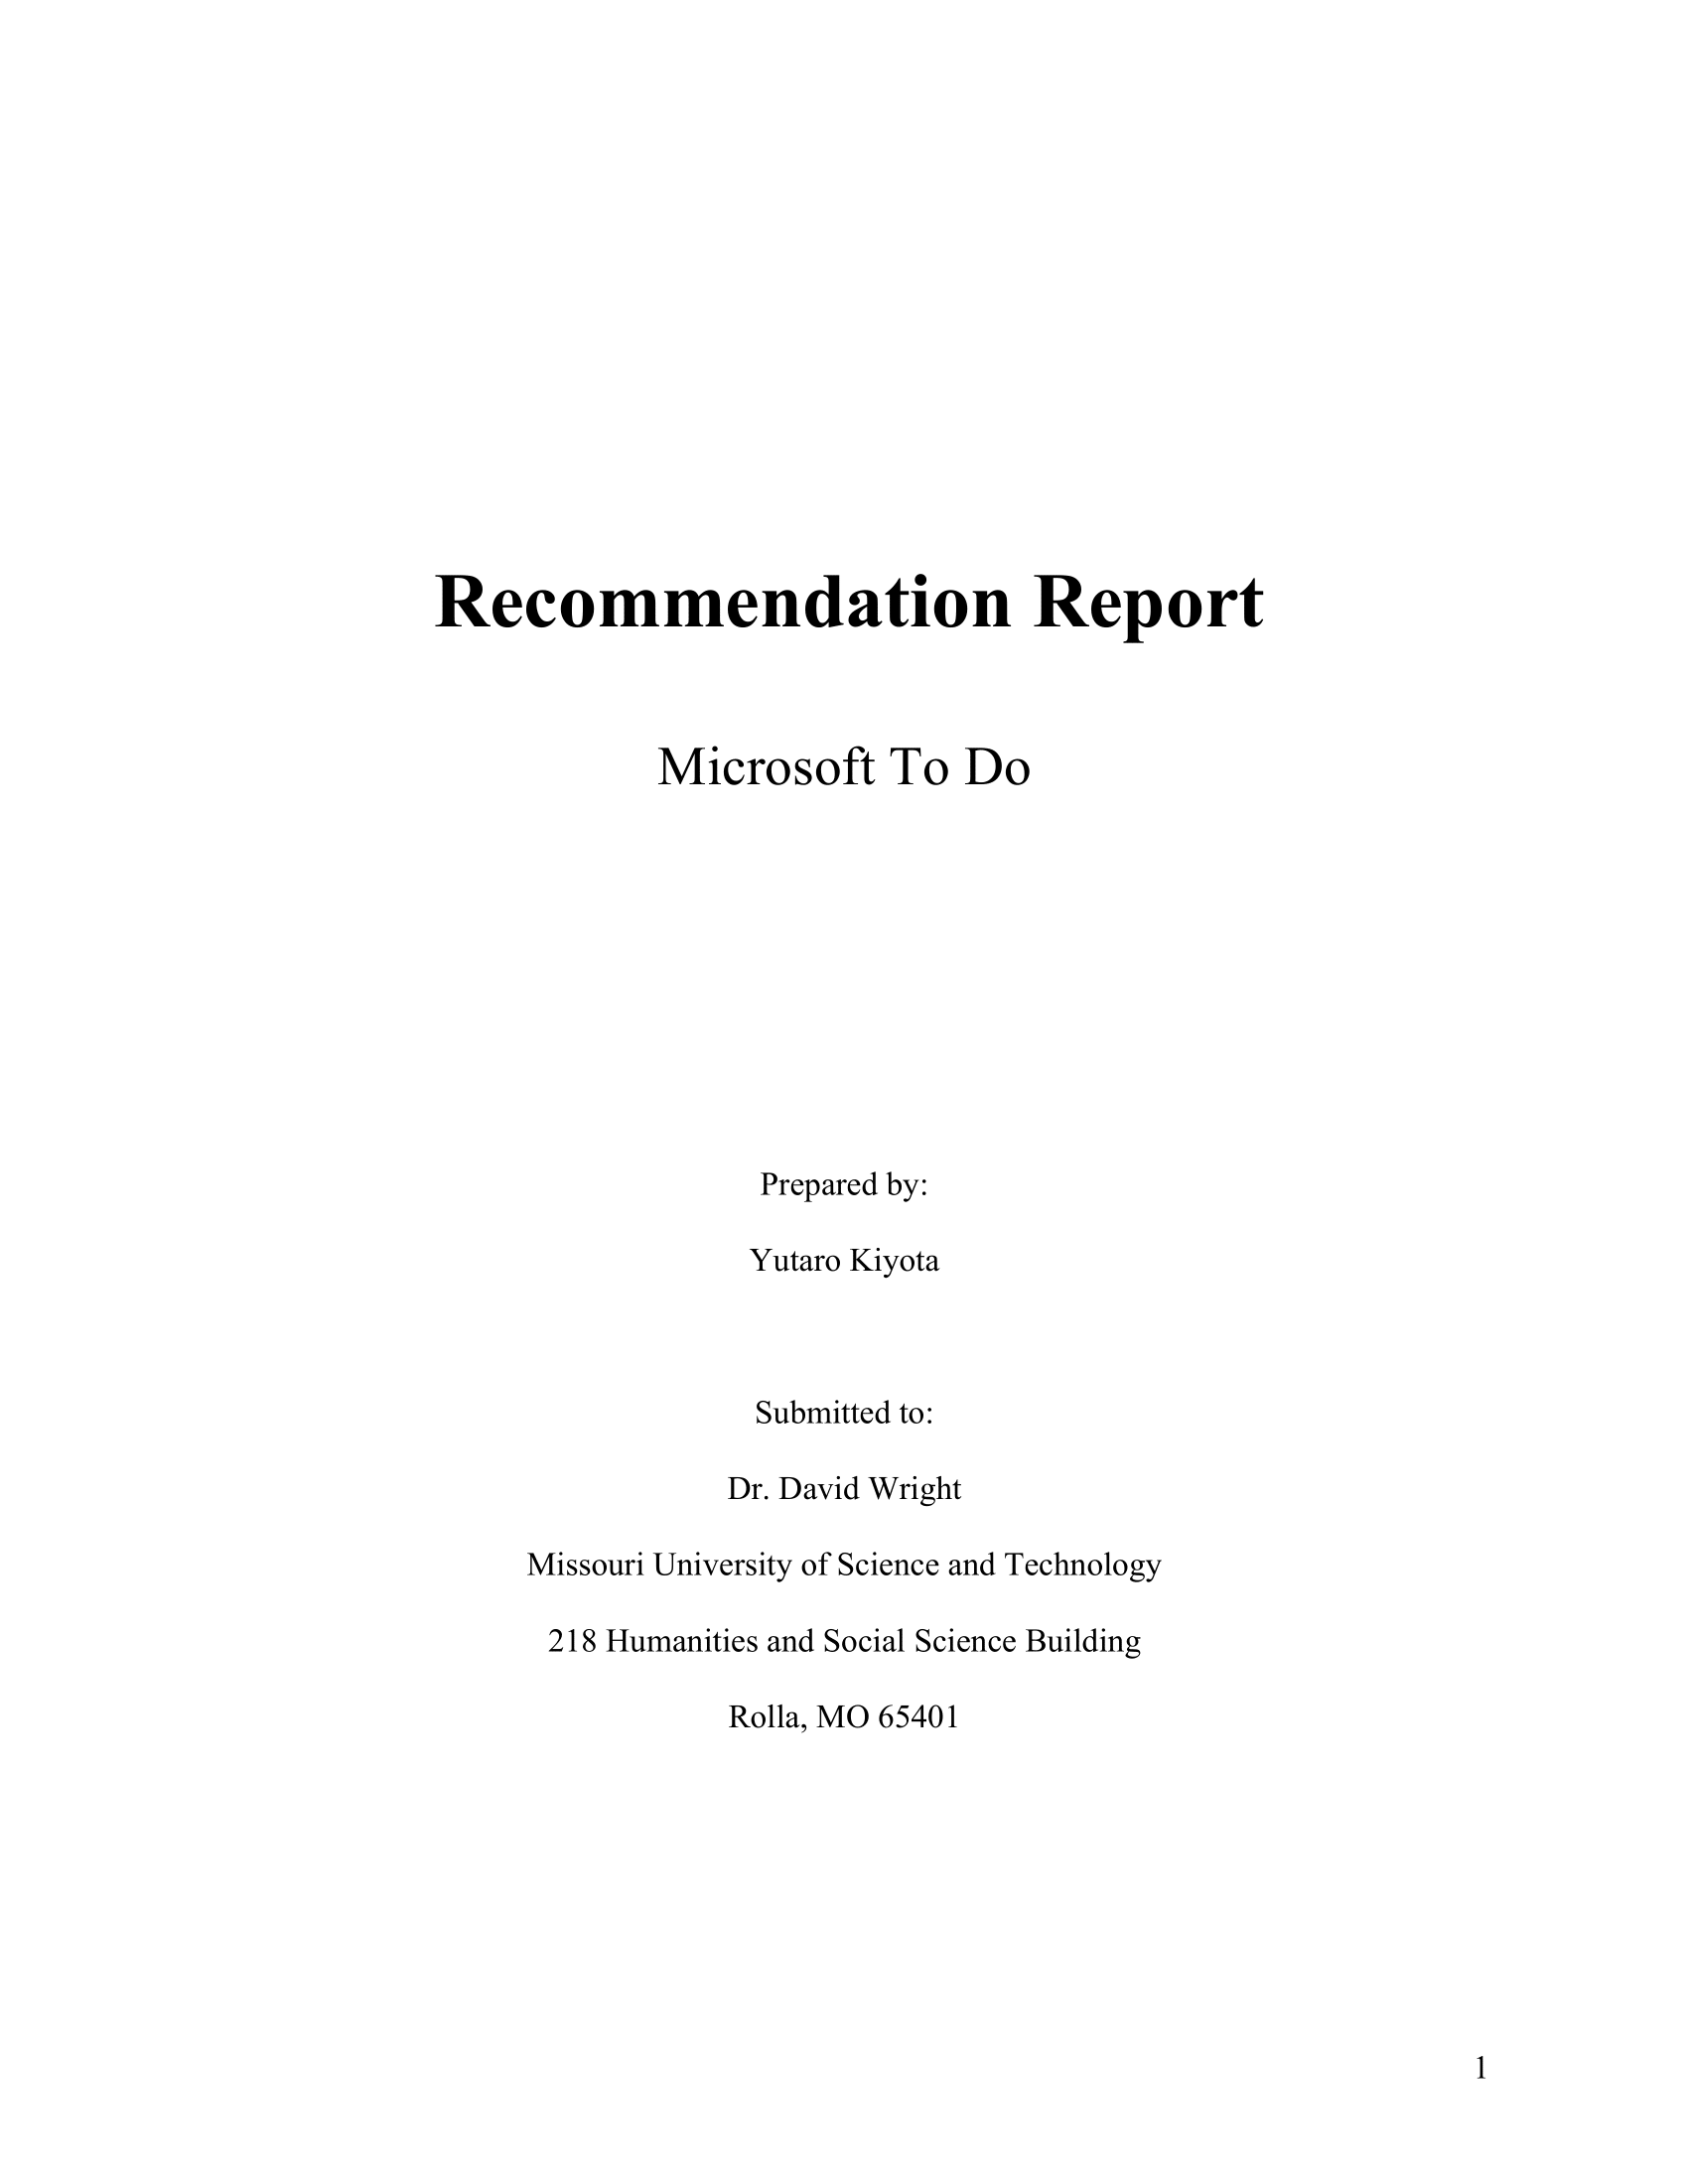 Recommendation Report
Microsoft To Do
Prepared by:
Yutaro Kiyota
Submitted to:
Dr. David Wright
Missouri University of Science and Technology
218 Humanities and Social Science Building
Rolla, MO 65401
1